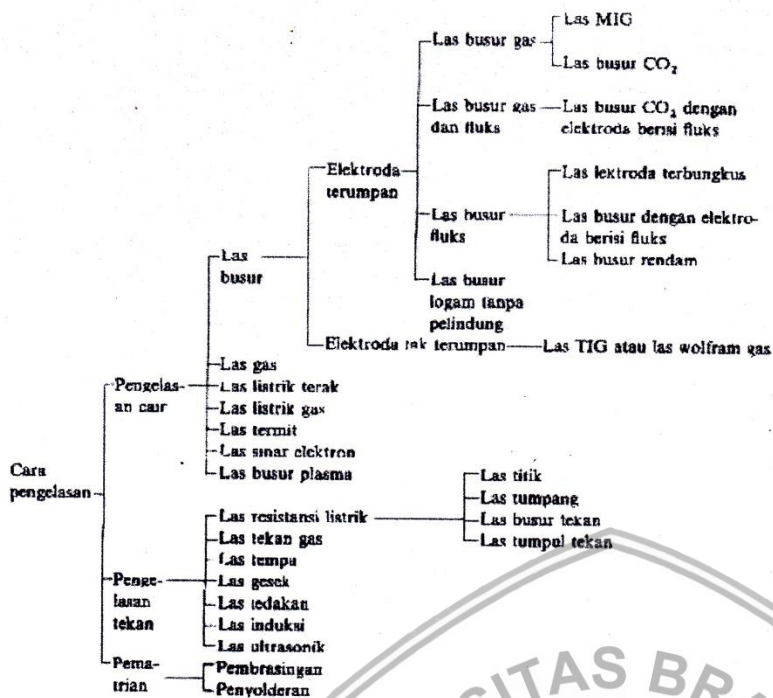 Las MIG
Las busur gas
Las busur CO₂
Las busur gas
dan fluks
Las busur CO₂ dengan
elektroda berisi fluks
Elektroda
terumpan
Las lektroda terbungkus
Las busur
fluks
Las busur dengan elektro-
da berisi fluks
Las busur rendam
Las
busur
Las busur
logam tanpa
pelindung
Elektroda tak terumpan
Las TIG atau las wolfram gas
Las gas
Pengelas-
an cair
Las listrik terak
Las listrik gas
Las termit
Las sinar elektron
Las busur plasma
Cara
pengelasan
Las titik
Las tumpang
Las busur tekan
Las tumpul tekan
Las resistansi listrik
Las tekan gas
Las tempa
Penge-
lasan
tekan
Las gesek
Las ledakan
Las induksi
Las ultrasonik
Pema-
trian
Pembrasingan
Penyolderan
SITAS BRA